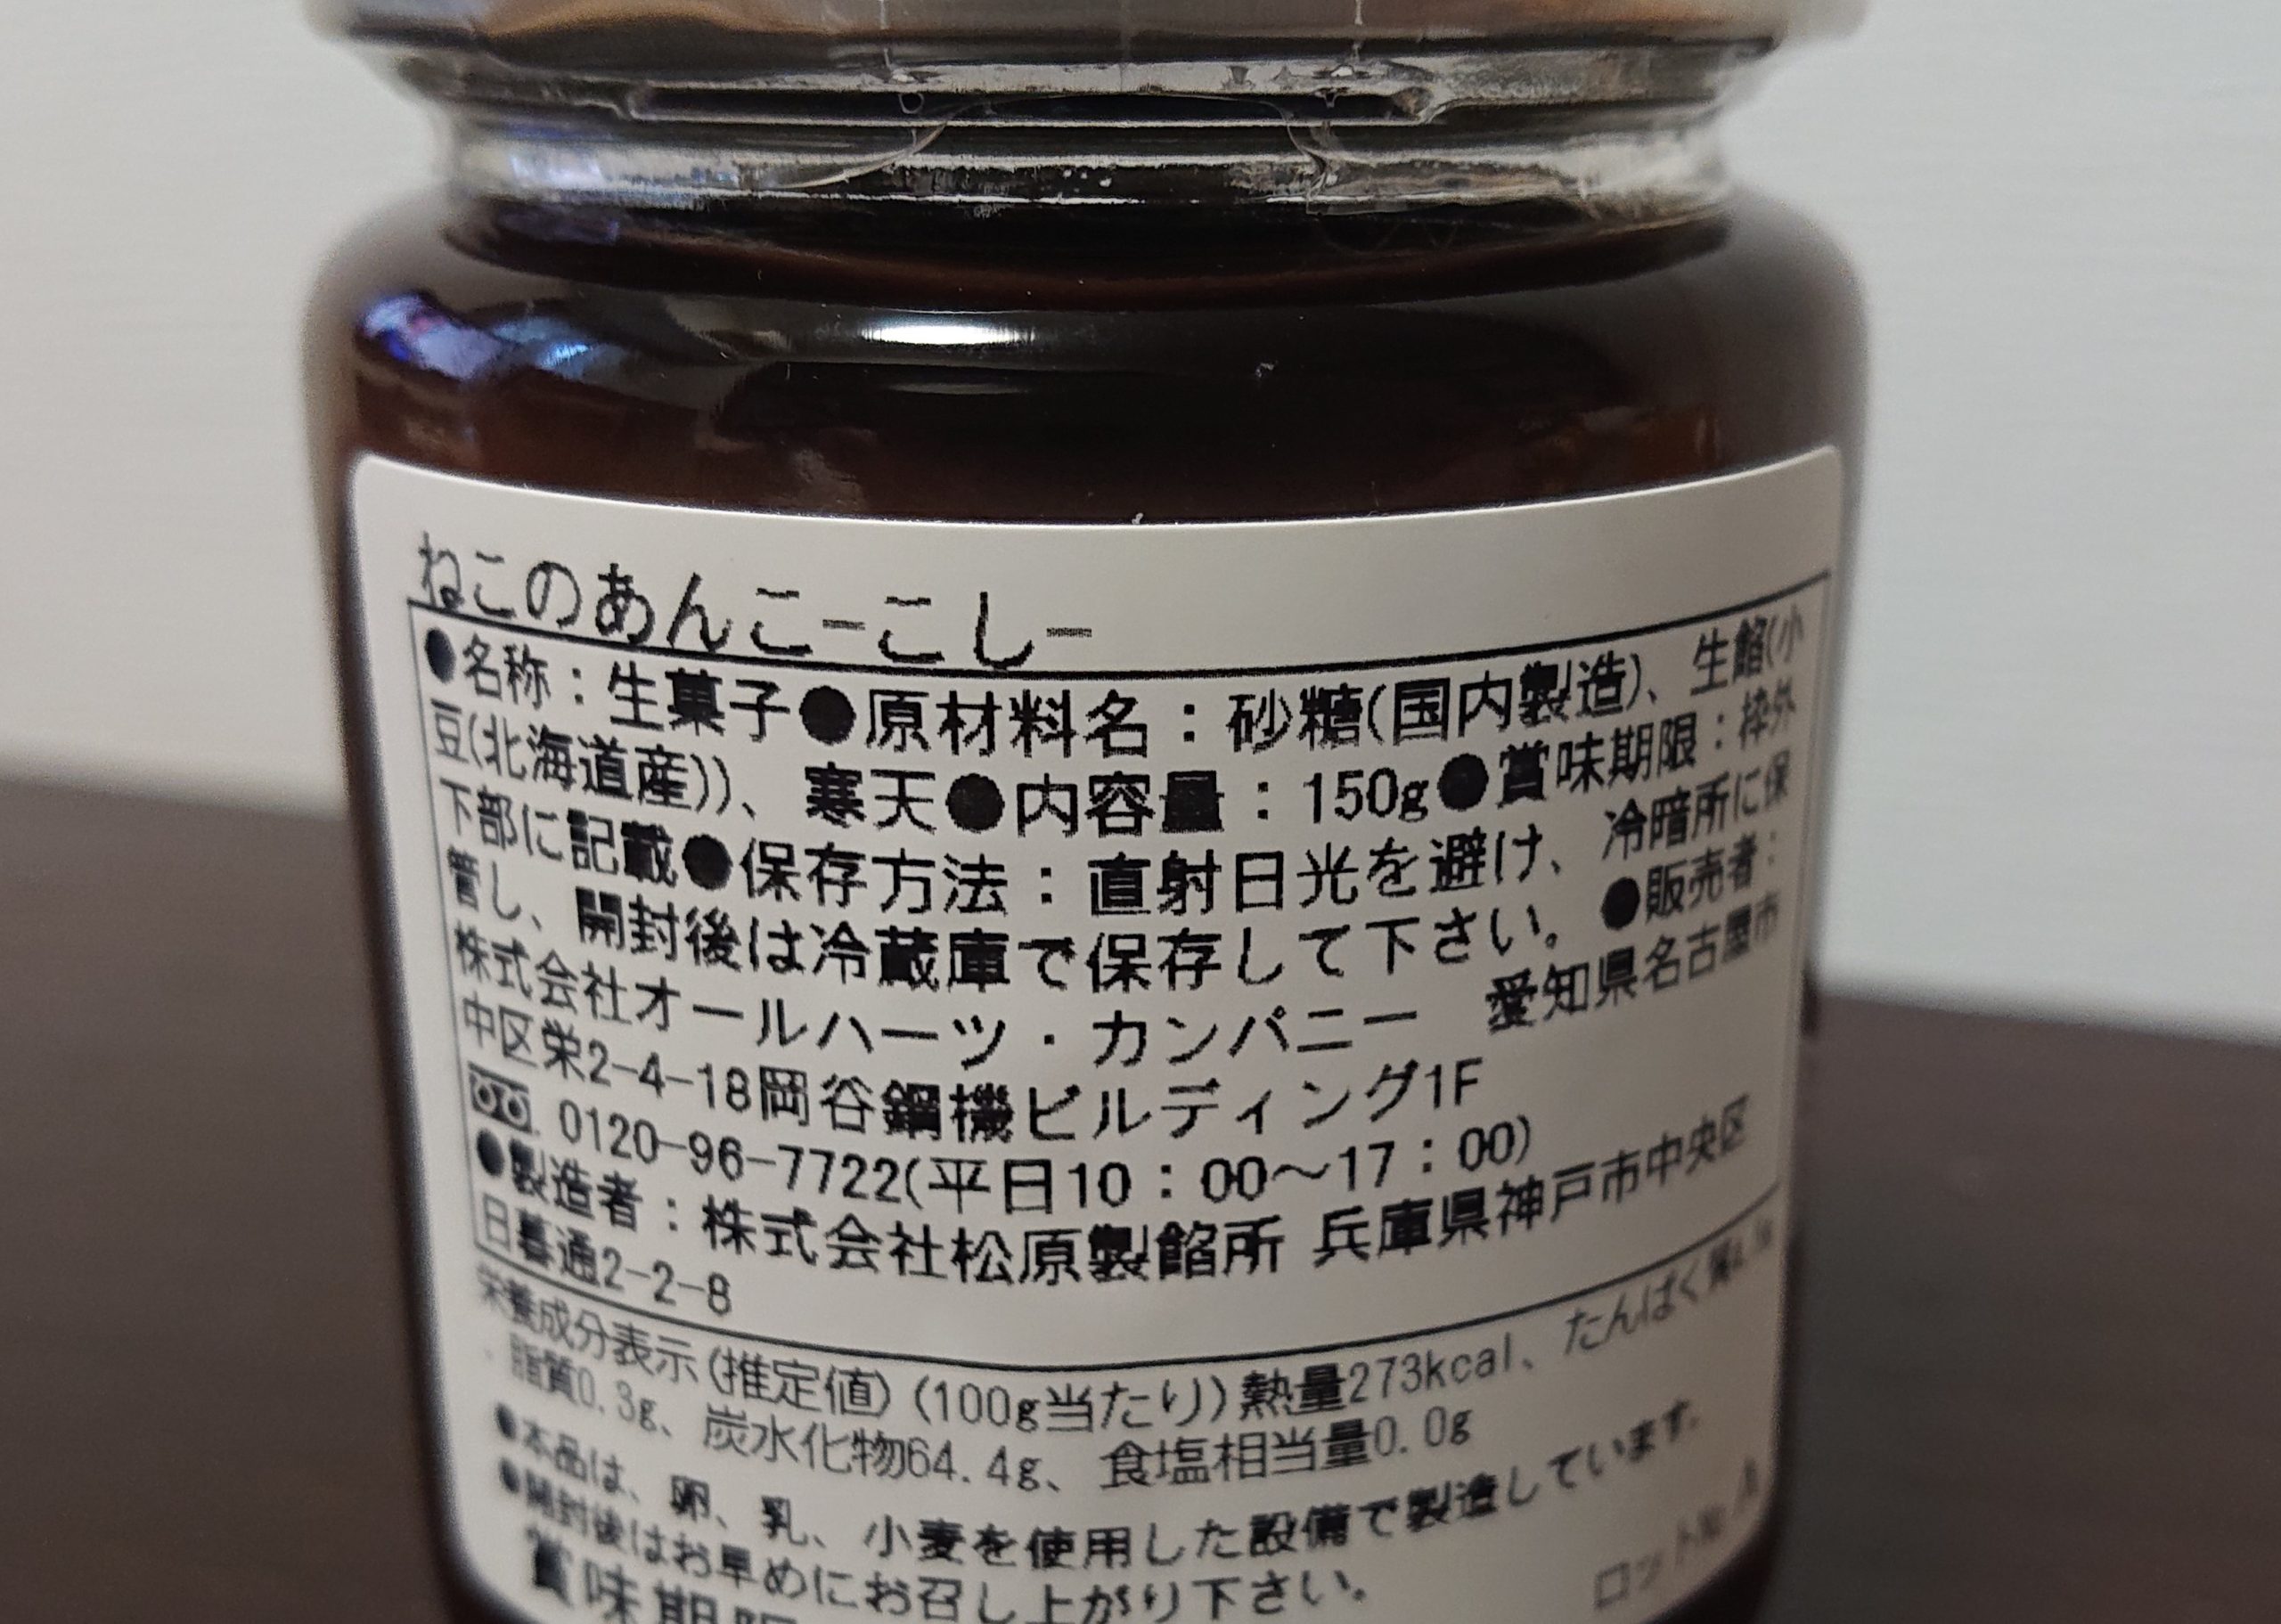 ねこのあんこ-こし-
●名称：生菓子●原材料名：砂糖(国内製造)、生餡(小
豆(北海道産))、寒天●内容量：150g●賞味期限：枠外
下部に記載●保存方法：直射日光を避け、冷暗所に保
管し、開封後は冷蔵庫で保存して下さい。●販売者：
株式会社オールハーツ・カンパニー 愛知県名古屋市
中区栄2-4-18岡谷鋼機ビルディング1F
0120-96-7722(平日10：00～17：00)
●製造者：株式会社松原製餡所 兵庫県神戸市中央区
日暮通2-2-8
栄養成分表示(推定値)(100g当たり)熱量273kcal、たんぱく質
脂質0.3g、炭水化物64.4g、食塩相当量0.0g
●本品は、卵、乳、小麦を使用した設備で製造しています。
●開封後はお早めにお召し上がり下さい。
賞味期限
ロットNo.